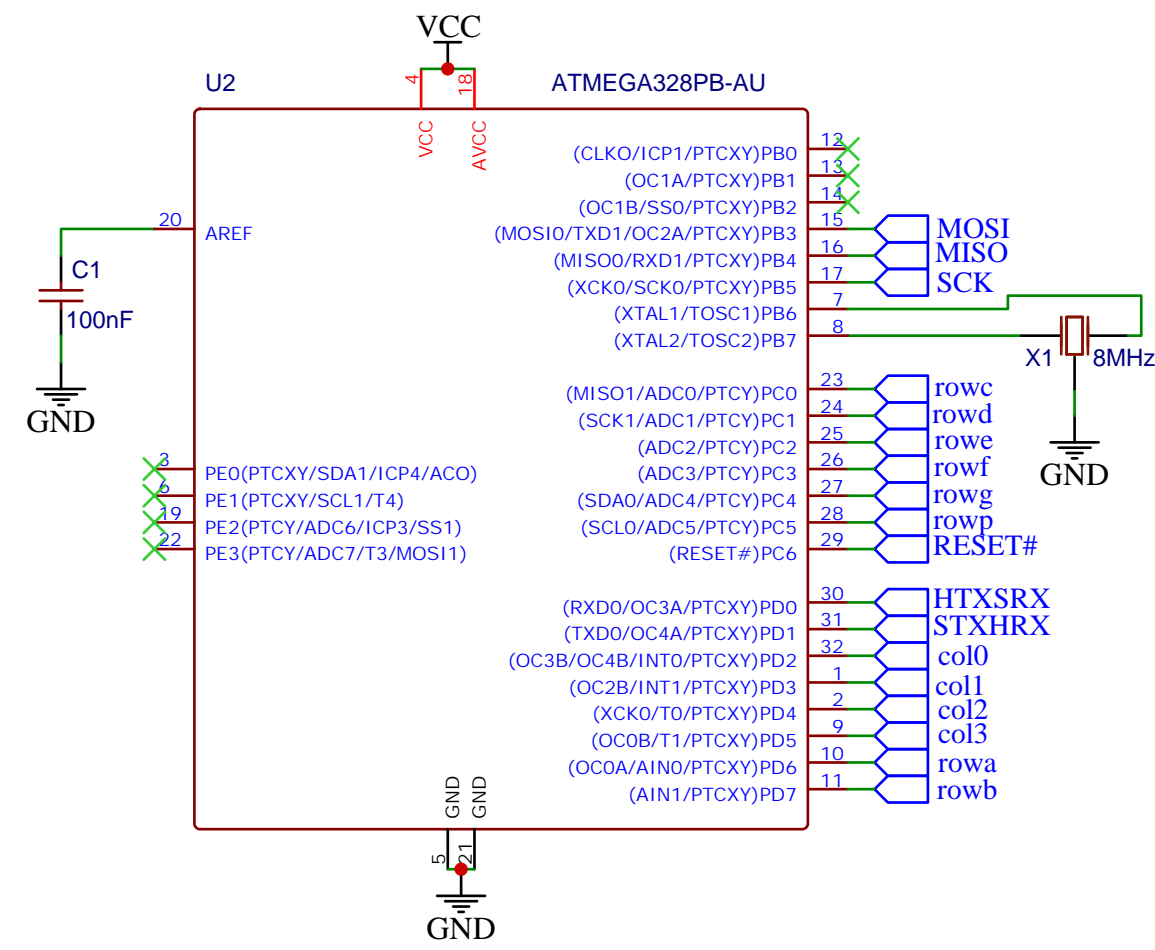 VCC
U2
ATMEGA328PB-AU
4
18
VCC
AVCC
(CLKO/ICP1/PTCXY)PB0 12
(OC1A/PTCXY)PB1 13
(OC1B/SS0/PTCXY)PB2 14
(MOSI0/TXD1/OC2A/PTCXY)PB3 15 MOSI
(MISO0/RXD1/PTCXY)PB4 16 MISO
(XCK0/SCK0/PTCXY)PB5 17 SCK
(XTAL1/TOSC1)PB6 7
(XTAL2/TOSC2)PB7 8
X1 8MHz
GND
20 AREF
C1
100nF
GND
(MISO1/ADC0/PTCY)PC0 23 rowc
(SCK1/ADC1/PTCY)PC1 24 rowd
(ADC2/PTCY)PC2 25 rowe
(ADC3/PTCY)PC3 26 rowf
(SDA0/ADC4/PTCY)PC4 27 rowg
(SCL0/ADC5/PTCY)PC5 28 rowp
(RESET#)PC6 29 RESET#
3 PE0(PTCXY/SDA1/ICP4/ACO)
6 PE1(PTCXY/SCL1/T4)
19 PE2(PTCY/ADC6/ICP3/SS1)
22 PE3(PTCY/ADC7/T3/MOSI1)
(RXD0/OC3A/PTCXY)PD0 30 HTXSRX
(TXD0/OC4A/PTCXY)PD1 31 STXHRX
(OC3B/OC4B/INT0/PTCXY)PD2 32 col0
(OC2B/INT1/PTCXY)PD3 1 col1
(XCK0/T0/PTCXY)PD4 2 col2
(OC0B/T1/PTCXY)PD5 9 col3
(OC0A/AIN0/PTCXY)PD6 10 rowa
(AIN1/PTCXY)PD7 11 rowb
GND
GND
5
21
GND